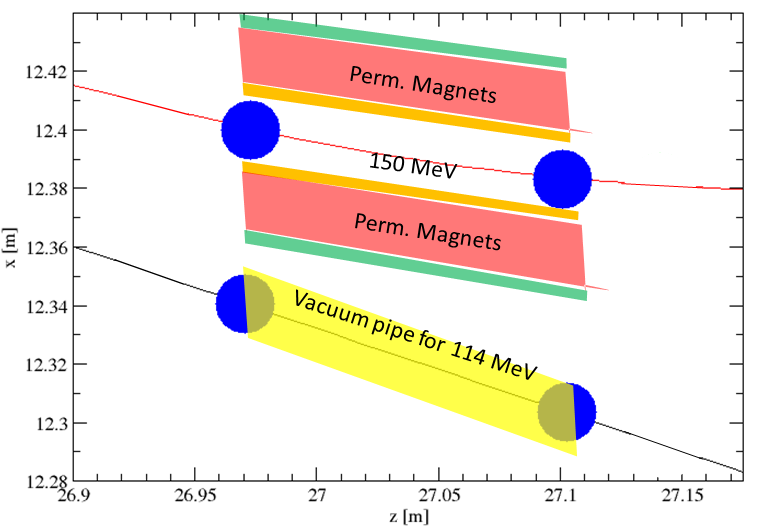 12.42
Perm. Magnets
12.4
150 MeV
12.38
Perm. Magnets
12.36
x [m]
12.34
Vacuum pipe for 114 MeV
12.32
12.3
12.28
26.9
26.95
27
27.05
27.1
27.15
z [m]